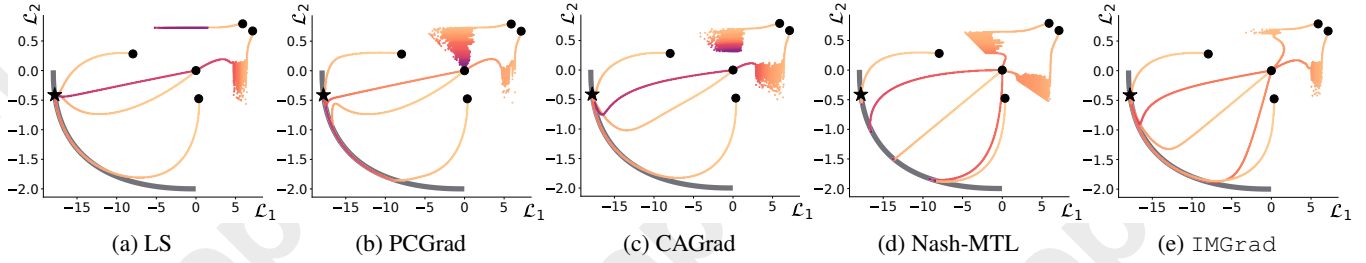 ℒ2 ℒ2 ℒ2 ℒ2 ℒ2
0.5 0.5 0.5 0.5 0.5
0.0 0.0 0.0 0.0 0.0
−0.5 −0.5 −0.5 −0.5 −0.5
−1.0 −1.0 −1.0 −1.0 −1.0
−1.5 −1.5 −1.5 −1.5 −1.5
−2.0 −2.0 −2.0 −2.0 −2.0
−15 −10 −5 0 5 ℒ1 −15 −10 −5 0 5 ℒ1 −15 −10 −5 0 5 ℒ1 −15 −10 −5 0 5 ℒ1 −15 −10 −5 0 5 ℒ1
(a) LS (b) PCGrad (c) CAGrad (d) Nash-MTL (e) IMGrad